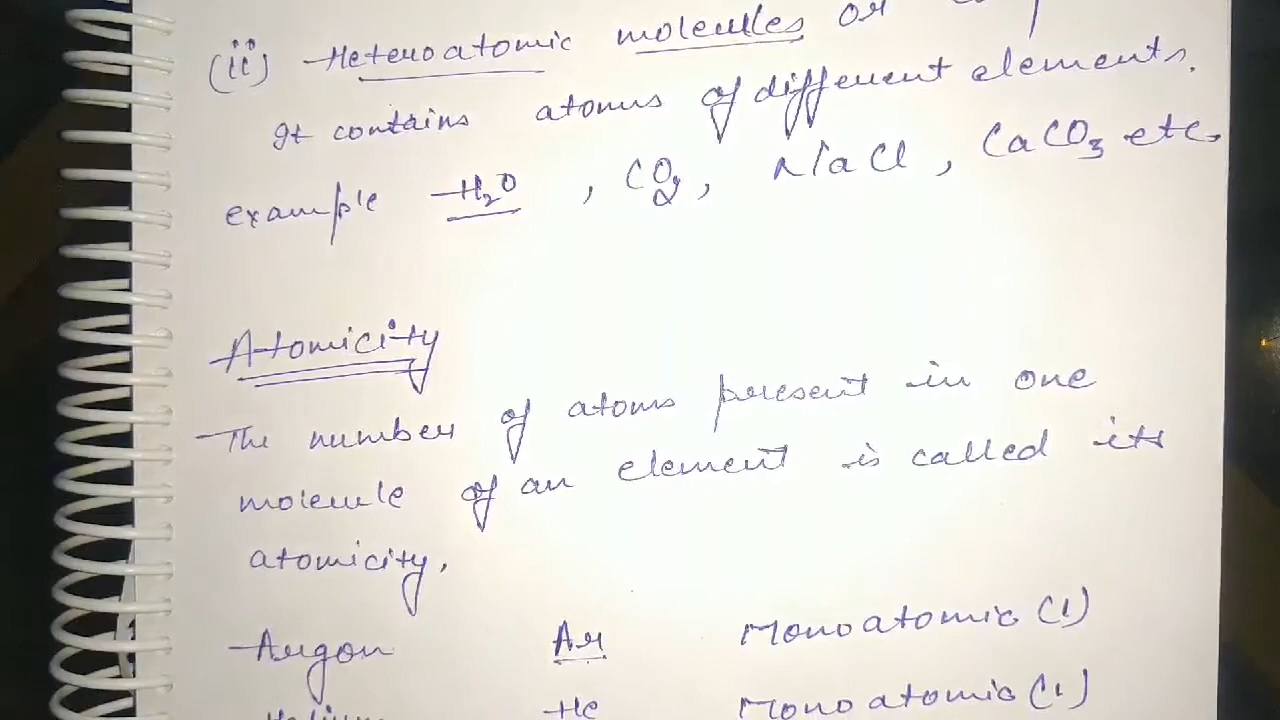 (ii) Heteroatomic molecules or
It contains atoms of different elements.
example H₂O , CO₂, NaCl , CaCO₃ etc.
Atomicity
The number of atoms present in one
molecule of an element is called its
atomicity.
Argon Ar Monoatomic (1)
Helium He Monoatomic (1)